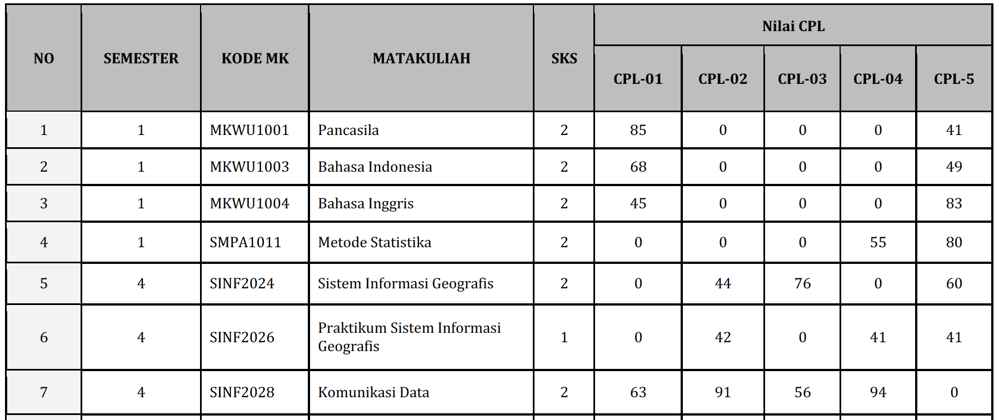 NO SEMESTER KODE MK MATAKULIAH SKS Nilai CPL
CPL-01 CPL-02 CPL-03 CPL-04 CPL-5
1 1 MKWU1001 Pancasila 2 85 0 0 0 41
2 1 MKWU1003 Bahasa Indonesia 2 68 0 0 0 49
3 1 MKWU1004 Bahasa Inggris 2 45 0 0 0 83
4 1 SMPA1011 Metode Statistika 2 0 0 0 55 80
5 4 SINF2024 Sistem Informasi Geografis 2 0 44 76 0 60
6 4 SINF2026 Praktikum Sistem Informasi
Geografis 1 0 42 0 41 41
7 4 SINF2028 Komunikasi Data 2 63 91 56 94 0